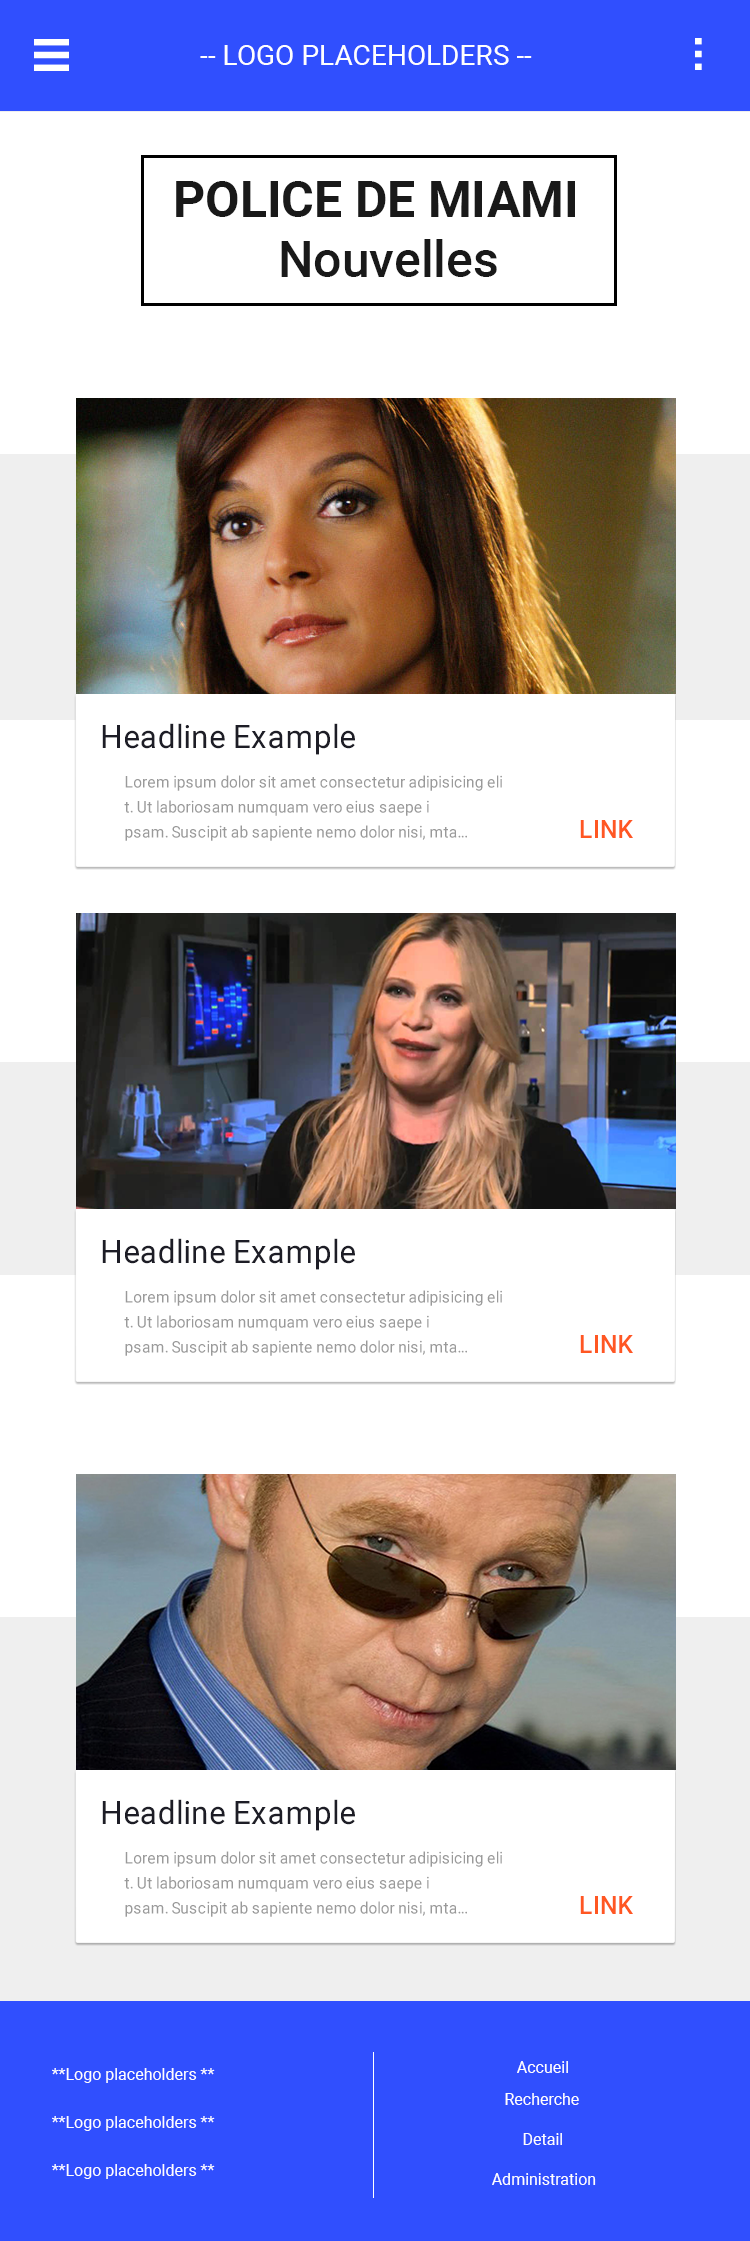 -- LOGO PLACEHOLDERS --
POLICE DE MIAMI
Nouvelles
Headline Example
Lorem ipsum dolor sit amet consectetur adipisicing eli
t. Ut laboriosam numquam vero eius saepe i
psam. Suscipit ab sapiente nemo dolor nisi, mta...
LINK
Headline Example
Lorem ipsum dolor sit amet consectetur adipisicing eli
t. Ut laboriosam numquam vero eius saepe i
psam. Suscipit ab sapiente nemo dolor nisi, mta...
LINK
Headline Example
Lorem ipsum dolor sit amet consectetur adipisicing eli
t. Ut laboriosam numquam vero eius saepe i
psam. Suscipit ab sapiente nemo dolor nisi, mta...
LINK
**Logo placeholders **
**Logo placeholders **
**Logo placeholders **
Accueil
Recherche
Detail
Administration